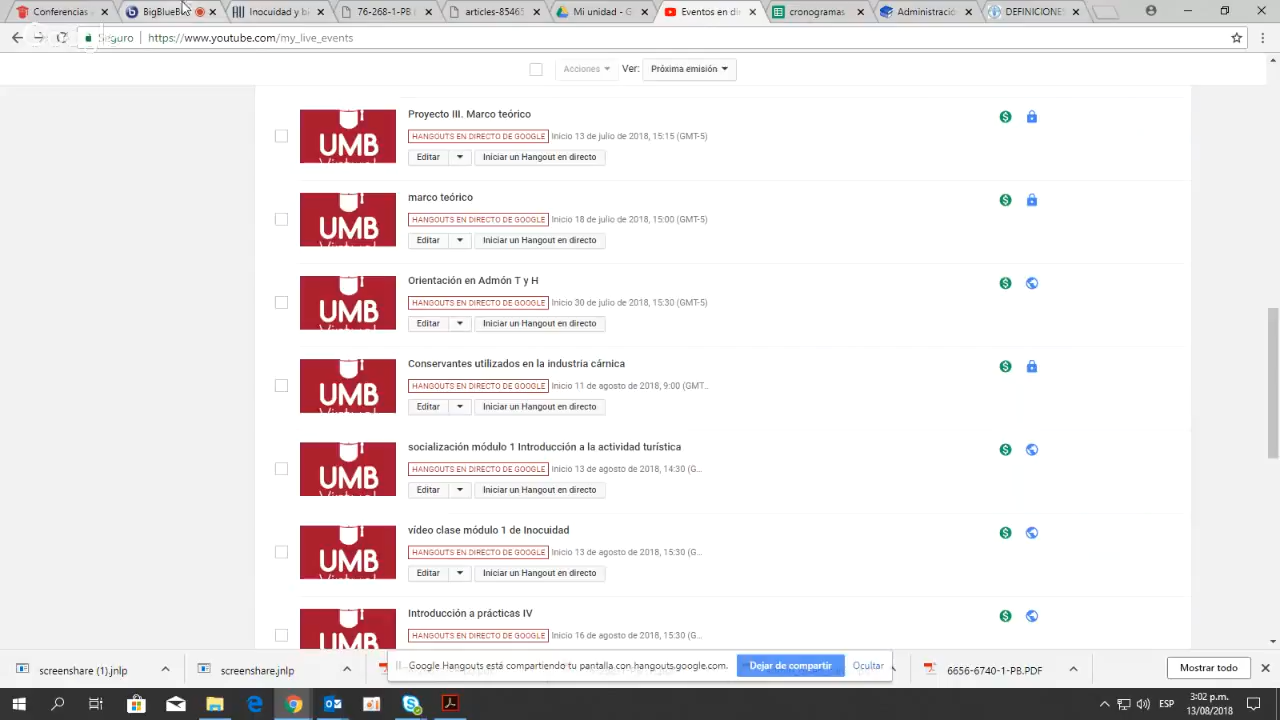 Conferencias
BigBlueB
Inocuidad y b
76-268-1-PB
articles-85465
Mi unidad - G
Eventos en di
cronogramas
Administració
DEFINICIONES
https://www.youtube.com/my_live_events
Acciones
Ver:
Próxima emisión
Proyecto III. Marco teórico
HANGOUTS EN DIRECTO DE GOOGLE Inicio 13 de julio de 2018, 15:15 (GMT-5)
UMB
Editar Iniciar un Hangout en directo
marco teórico
HANGOUTS EN DIRECTO DE GOOGLE Inicio 18 de julio de 2018, 15:00 (GMT-5)
UMB
Editar Iniciar un Hangout en directo
Orientación en Admón T y H
HANGOUTS EN DIRECTO DE GOOGLE Inicio 30 de julio de 2018, 15:30 (GMT-5)
UMB
Editar Iniciar un Hangout en directo
Conservantes utilizados en la industria cárnica
HANGOUTS EN DIRECTO DE GOOGLE Inicio 11 de agosto de 2018, 9:00 (GMT...
UMB
Editar Iniciar un Hangout en directo
socialización módulo 1 Introducción a la actividad turística
HANGOUTS EN DIRECTO DE GOOGLE Inicio 13 de agosto de 2018, 14:30 (G...
UMB
Editar Iniciar un Hangout en directo
vídeo clase módulo 1 de Inocuidad
HANGOUTS EN DIRECTO DE GOOGLE Inicio 13 de agosto de 2018, 15:30 (G...
UMB
Editar Iniciar un Hangout en directo
Introducción a prácticas IV
HANGOUTS EN DIRECTO DE GOOGLE Inicio 16 de agosto de 2018, 15:30 (G...
UMB
screenshare (1).jnlp
screenshare.jnlp
Google Hangouts está compartiendo tu pantalla con hangouts.google.com.
Dejar de compartir
Ocultar
6656-6740-1-PB.PDF
Mostrar todo
ESP
3:02 p.m.
13/08/2018